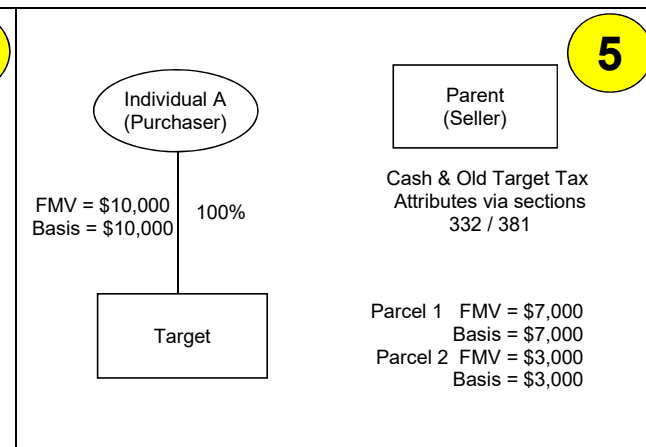 5
Individual A
(Purchaser)
Parent
(Seller)
FMV = $10,000
Basis = $10,000
100%
Cash & Old Target Tax
Attributes via sections
332 / 381
Target
Parcel 1 FMV = $7,000
Basis = $7,000
Parcel 2 FMV = $3,000
Basis = $3,000